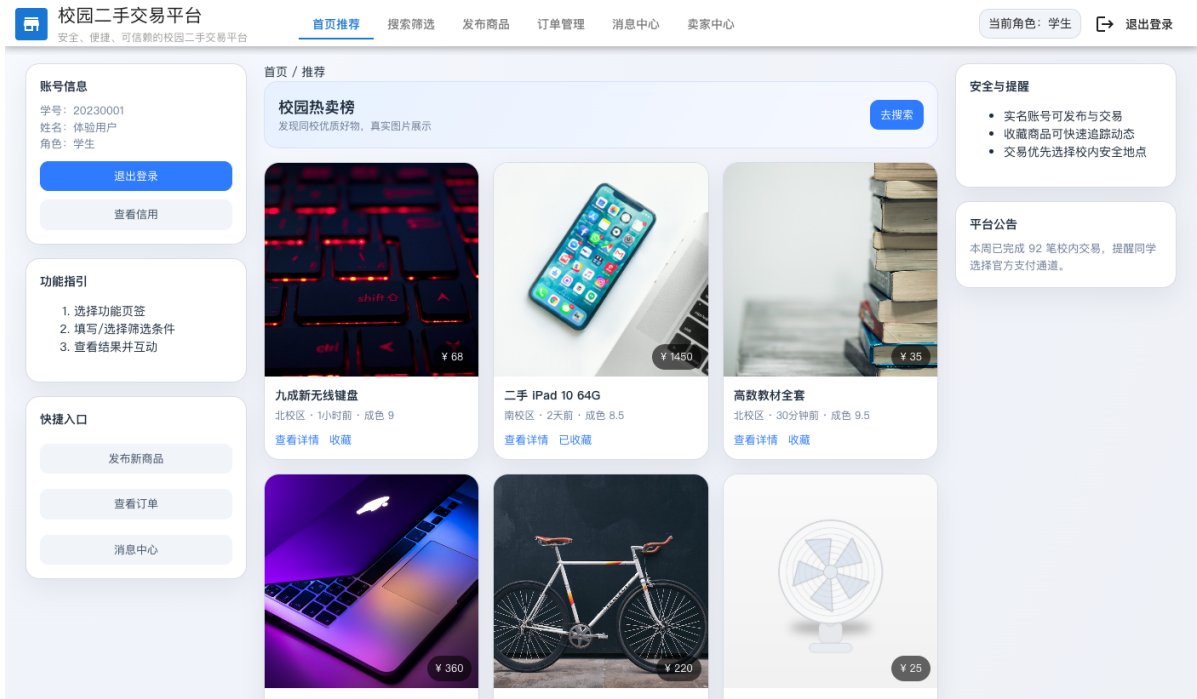 校园二手交易平台
安全、便捷、可信赖的校园二手交易平台
首页推荐
搜索筛选
发布商品
订单管理
消息中心
卖家中心
当前角色：学生
退出登录
账号信息
学号：20230001
姓名：体验用户
角色：学生
退出登录
查看信用
功能指引
1. 选择功能页签
2. 填写/选择筛选条件
3. 查看结果并互动
快捷入口
发布新商品
查看订单
消息中心
首页 / 推荐
校园热卖榜
发现同校优质好物，真实图片展示
去搜索
shift
ctrl
¥ 68
九成新无线键盘
北校区 · 1小时前 · 成色 9
查看详情 收藏
¥ 1450
二手 iPad 10 64G
南校区 · 2天前 · 成色 8.5
查看详情 已收藏
¥ 35
高数教材全套
北校区 · 30分钟前 · 成色 9.5
查看详情 收藏
¥ 360
¥ 220
¥ 25
安全与提醒
• 实名账号可发布与交易
• 收藏商品可快速追踪动态
• 交易优先选择校内安全地点
平台公告
本周已完成 92 笔校内交易，提醒同学
选择官方支付通道。